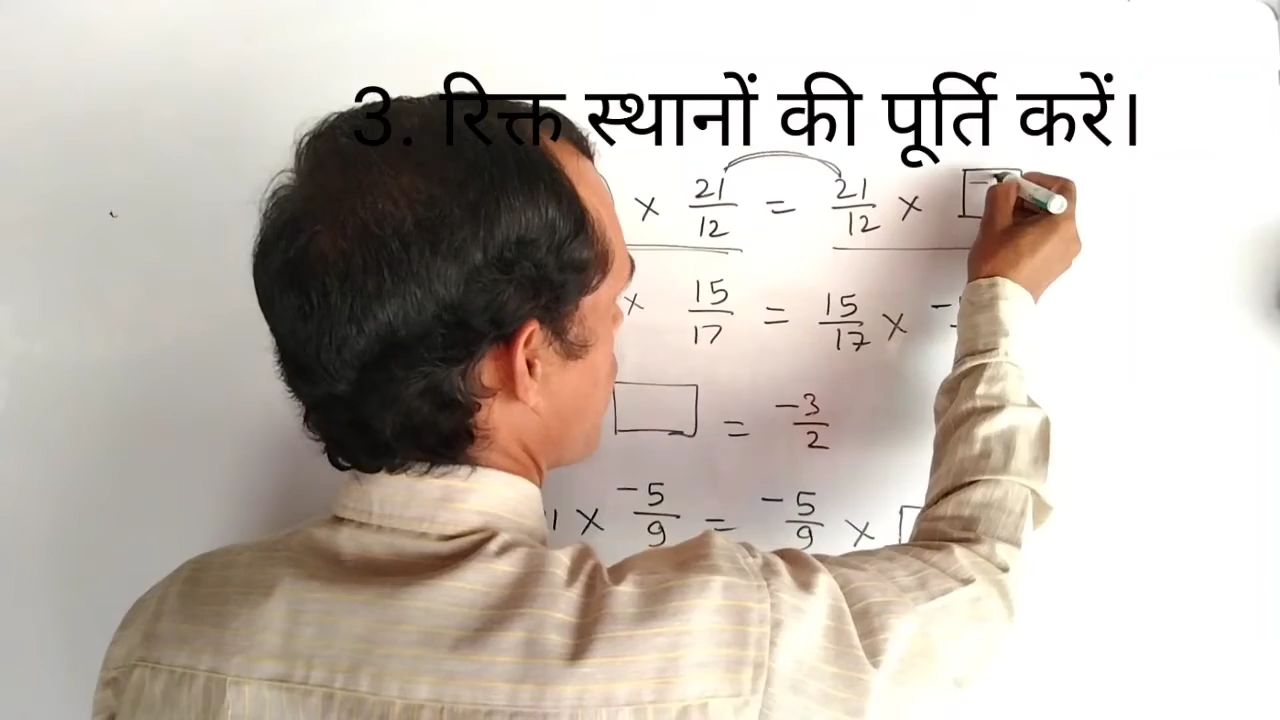 3. रिक्त स्थानों की पूर्ति करें।
× 21/12 = 21/12 ×
× 15/17 = 15/17 × -
= -3/2
× -5/9 = -5/9 ×